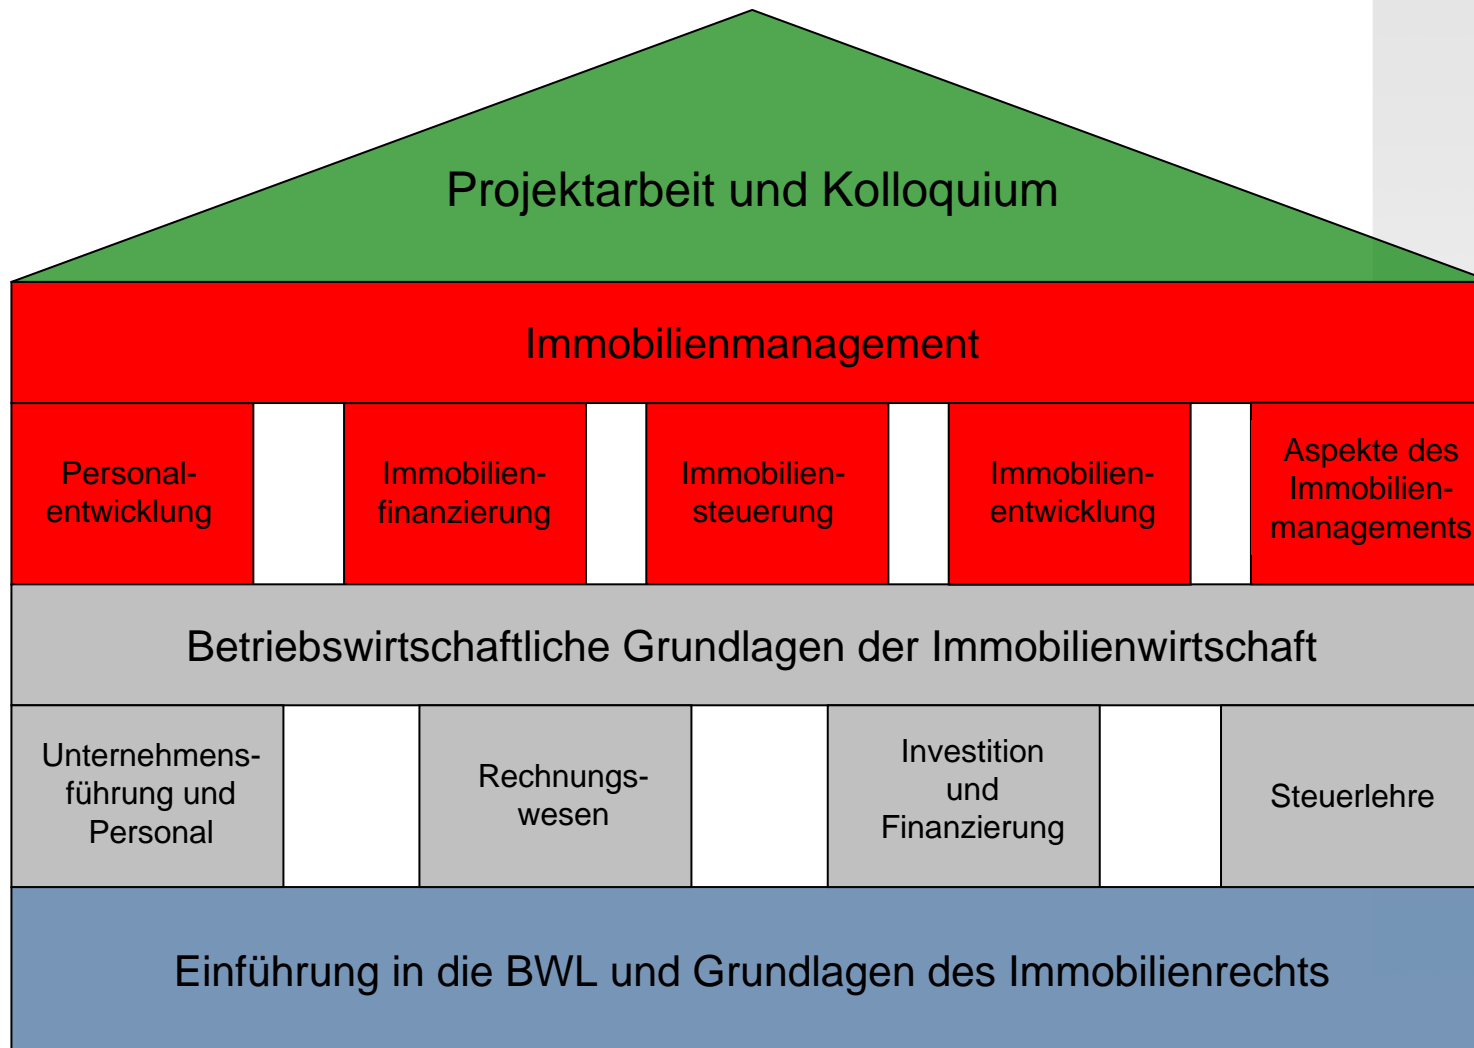 Projektarbeit und Kolloquium
Immobilienmanagement
Personal-
entwicklung
Immobilien-
finanzierung
Immobilien-
steuerung
Immobilien-
entwicklung
Aspekte des
Immobilien-
managements
Betriebswirtschaftliche Grundlagen der Immobilienwirtschaft
Unternehmens-
führung und
Personal
Rechnungs-
wesen
Investition
und
Finanzierung
Steuerlehre
Einführung in die BWL und Grundlagen des Immobilienrechts